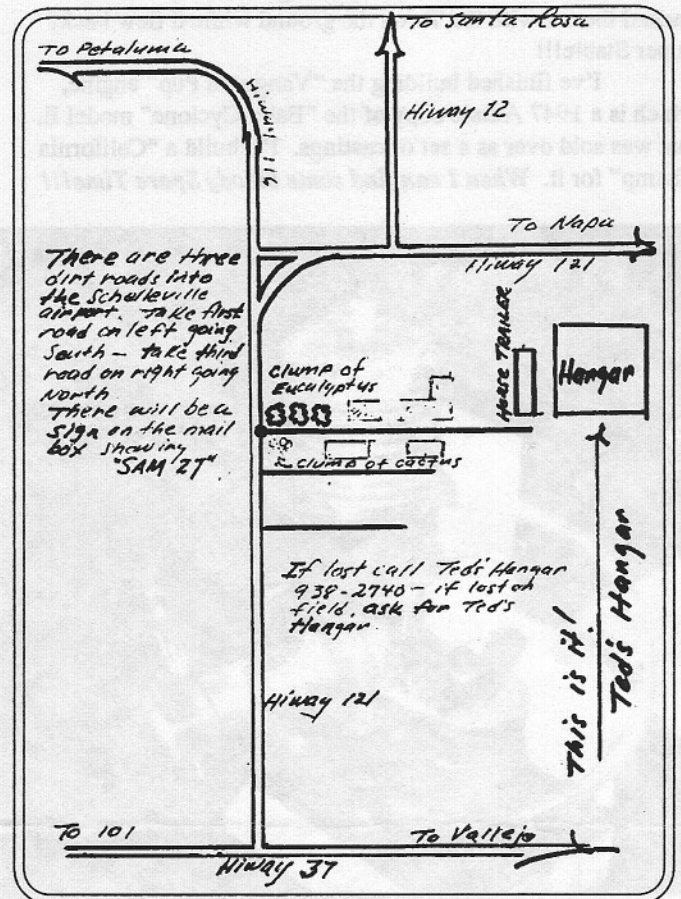 To Santa Rosa
To Petaluma
Hiway 12
Hiway 116
To Napa
Hiway 121
There are three
dirt roads into
the Schelleville
airport. Take first
road on left going
South – take third
road on right going
North
There will be a
sign on the mail
box showing
"SAM 27"
Clump of
Eucalyptus
HORSE TRAILER
Hangar
Clump of cactus
If lost call Ted's Hangar
938-2740 – if lost on
field, ask for Ted's
Hangar.
This is it!
Ted's Hangar
Hiway 121
To 101
To Vallejo
Hiway 37